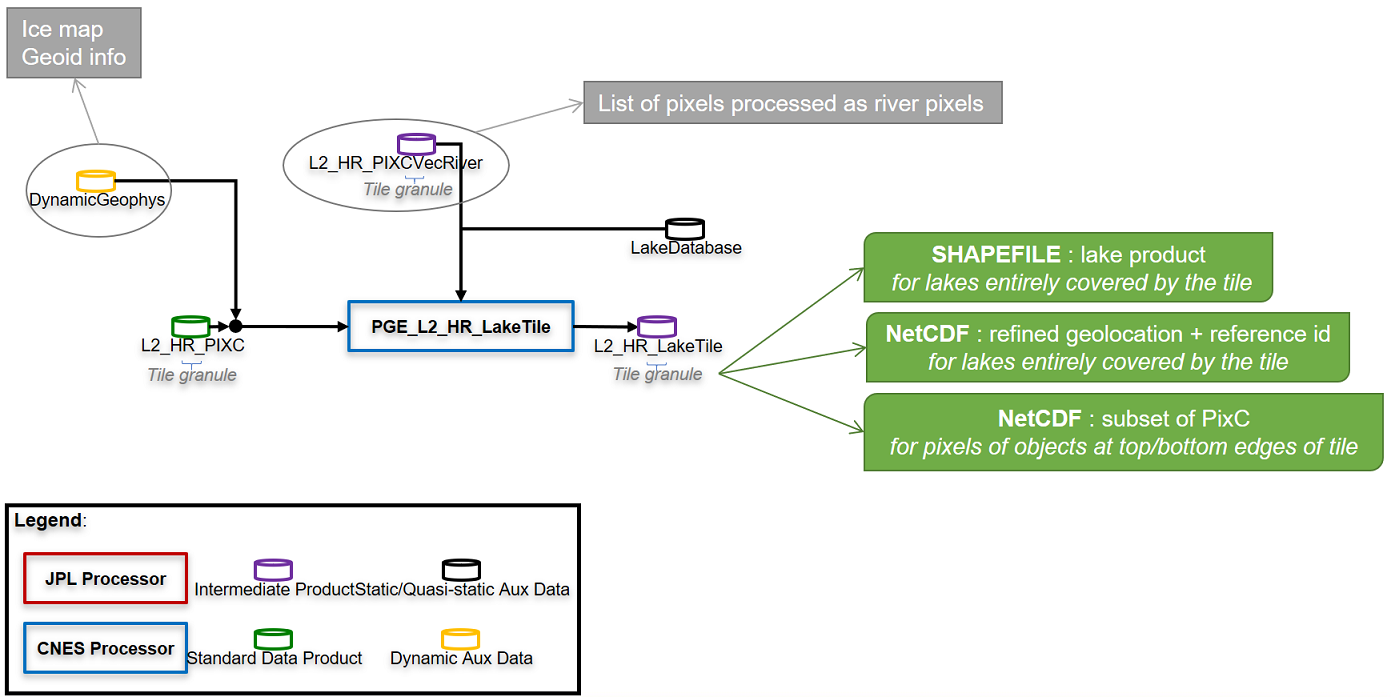 Ice map
Geoid info
List of pixels processed as river pixels
L2_HR_PIXCVecRiver
Tile granule
DynamicGeophys
LakeDatabase
SHAPEFILE : lake product
for lakes entirely covered by the tile
PGE_L2_HR_LakeTile
L2_HR_PIXC
Tile granule
L2_HR_LakeTile
Tile granule
NetCDF : refined geolocation + reference id
for lakes entirely covered by the tile
NetCDF : subset of PixC
for pixels of objects at top/bottom edges of tile
Legend:
JPL Processor
Intermediate Product
Static/Quasi-static Aux Data
CNES Processor
Standard Data Product
Dynamic Aux Data